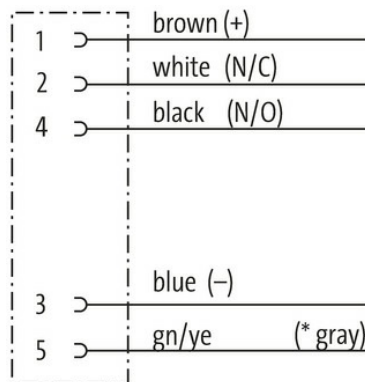 1 brown (+)
2 white (N/C)
4 black (N/O)
3 blue (–)
5 gn/ye (* gray)